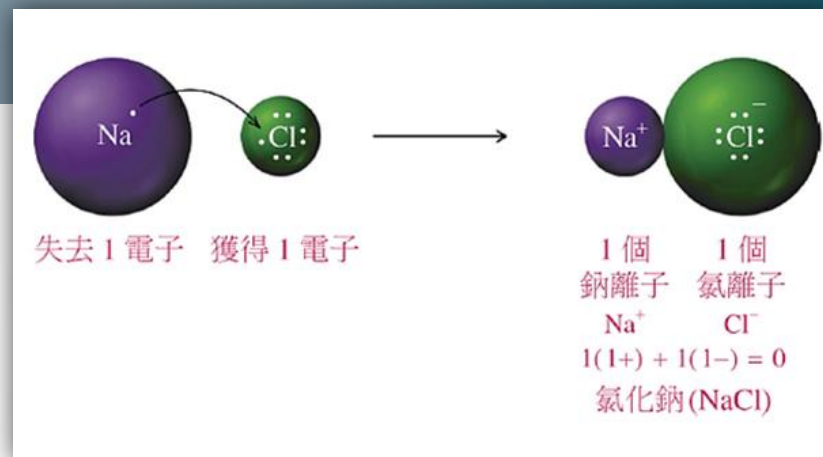 Na
Cl
Na⁺
Cl⁻
失去 1 電子
獲得 1 電子
1 個
鈉離子
Na⁺
1 個
氯離子
Cl⁻
1(1+) + 1(1−) = 0
氯化鈉(NaCl)